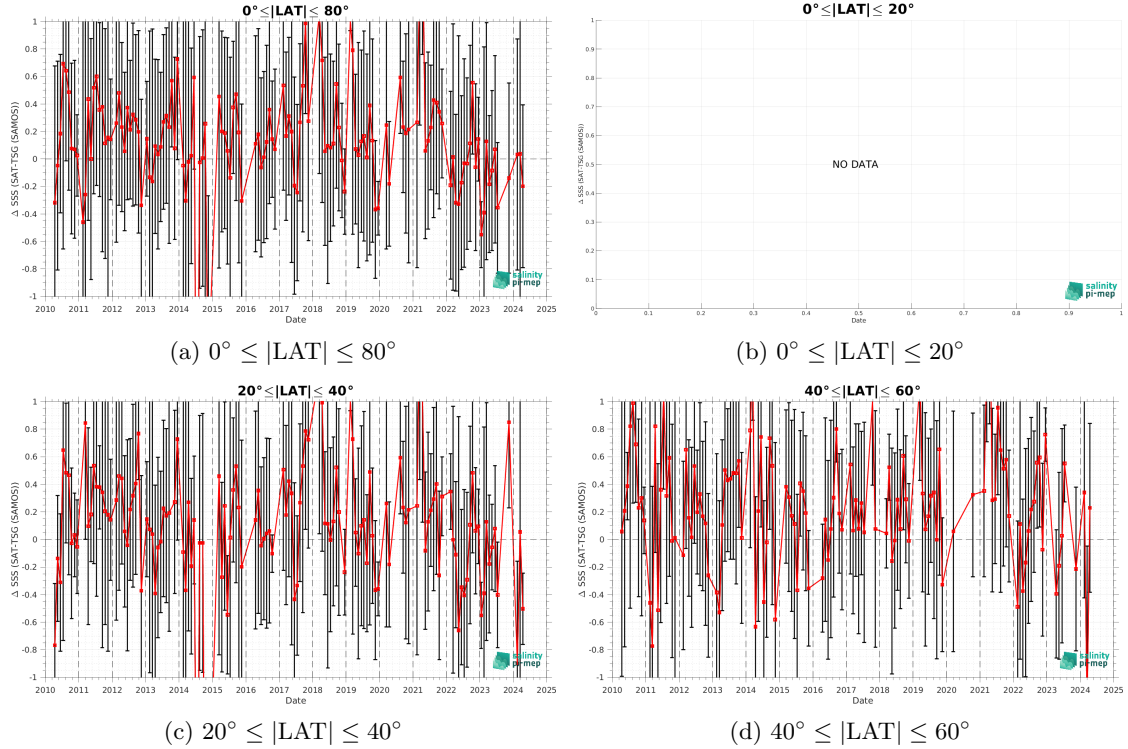 0°≤|LAT|≤ 80°
Δ SSS (SAT-TSG (SAMOS))
1
0.8
0.6
0.4
0.2
0
-0.2
-0.4
-0.6
-0.8
-1
2010 2011 2012 2013 2014 2015 2016 2017 2018 2019 2020 2021 2022 2023 2024 2025
Date
salinity
pi-mep
(a) 0° ≤ |LAT| ≤ 80°
0°≤|LAT|≤ 20°
Δ SSS (SAT-TSG (SAMOS))
1
0.9
0.8
0.7
0.6
0.5
0.4
0.3
0.2
0.1
0
NO DATA
0 0.1 0.2 0.3 0.4 0.5 0.6 0.7 0.8 0.9 1
Date
salinity
pi-mep
(b) 0° ≤ |LAT| ≤ 20°
20°≤|LAT|≤ 40°
Δ SSS (SAT-TSG (SAMOS))
1
0.8
0.6
0.4
0.2
0
-0.2
-0.4
-0.6
-0.8
-1
2010 2011 2012 2013 2014 2015 2016 2017 2018 2019 2020 2021 2022 2023 2024 2025
Date
salinity
pi-mep
(c) 20° ≤ |LAT| ≤ 40°
40°≤|LAT|≤ 60°
Δ SSS (SAT-TSG (SAMOS))
1
0.8
0.6
0.4
0.2
0
-0.2
-0.4
-0.6
-0.8
-1
2010 2011 2012 2013 2014 2015 2016 2017 2018 2019 2020 2021 2022 2023 2024 2025
Date
salinity
pi-mep
(d) 40° ≤ |LAT| ≤ 60°